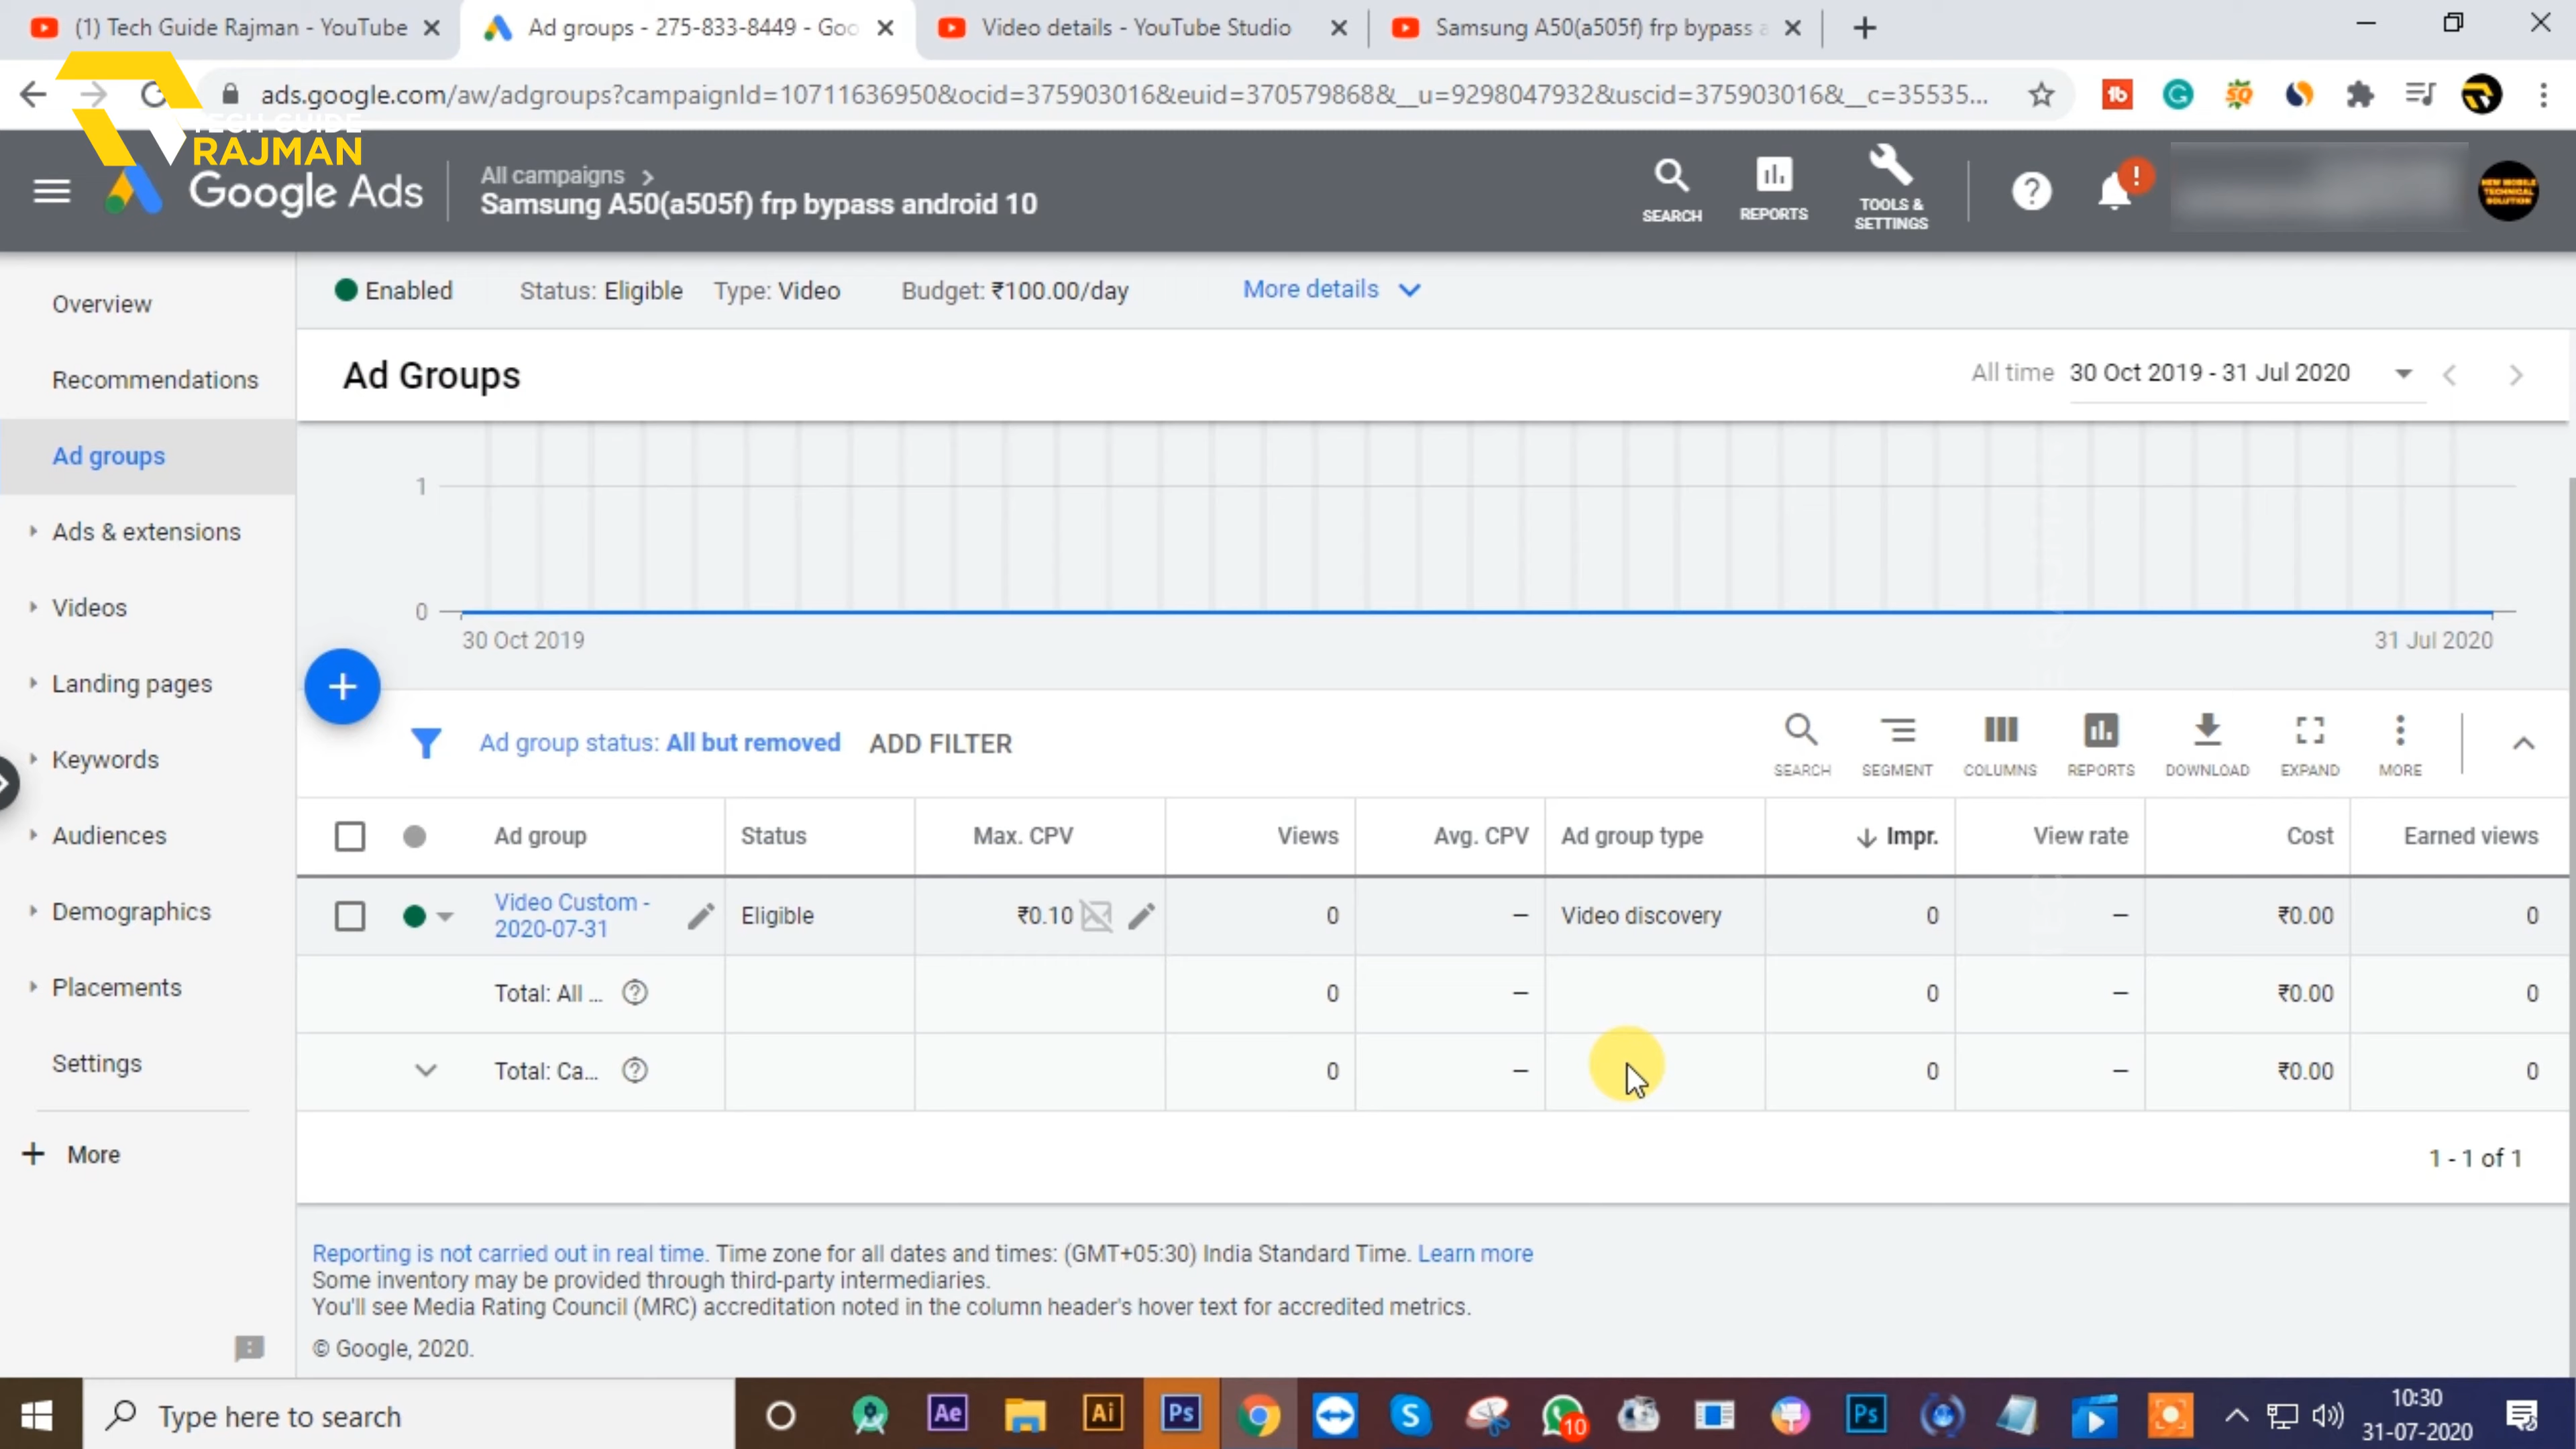 (1) Tech Guide Rajman - YouTube
Ad groups - 275-833-8449 - Goo
Video details - YouTube Studio
Samsung A50(a505f) frp bypass a
ads.google.com/aw/adgroups?campaignId=10711636950&ocid=375903016&euid=370579868&__u=9298047932&uscid=375903016&__c=35535...
TECH GUIDE
RAJMAN
Google Ads
All campaigns >
Samsung A50(a505f) frp bypass android 10
SEARCH
REPORTS
TOOLS &
SETTINGS
NEW MOBILE
TECHNICAL
SOLUTION
Enabled
Status: Eligible
Type: Video
Budget: ₹100.00/day
More details
Overview
Recommendations
Ad groups
Ads & extensions
Videos
Landing pages
Keywords
Audiences
Demographics
Placements
Settings
+ More
Ad Groups
All time 30 Oct 2019 - 31 Jul 2020
1
0
30 Oct 2019
31 Jul 2020
Ad group status: All but removed
ADD FILTER
SEARCH
SEGMENT
COLUMNS
REPORTS
DOWNLOAD
EXPAND
MORE
Ad group Status Max. CPV Views Avg. CPV Ad group type Impr. View rate Cost Earned views
Video Custom -
2020-07-31
Eligible ₹0.10 0 – Video discovery 0 – ₹0.00 0
Total: All ... 0 – 0 – ₹0.00 0
Total: Ca... 0 – 0 – ₹0.00 0
1 - 1 of 1
Reporting is not carried out in real time. Time zone for all dates and times: (GMT+05:30) India Standard Time. Learn more
Some inventory may be provided through third-party intermediaries.
You'll see Media Rating Council (MRC) accreditation noted in the column header's hover text for accredited metrics.
© Google, 2020.
Type here to search
Ae
Ai
Ps
S
10
Ps
10:30
31-07-2020